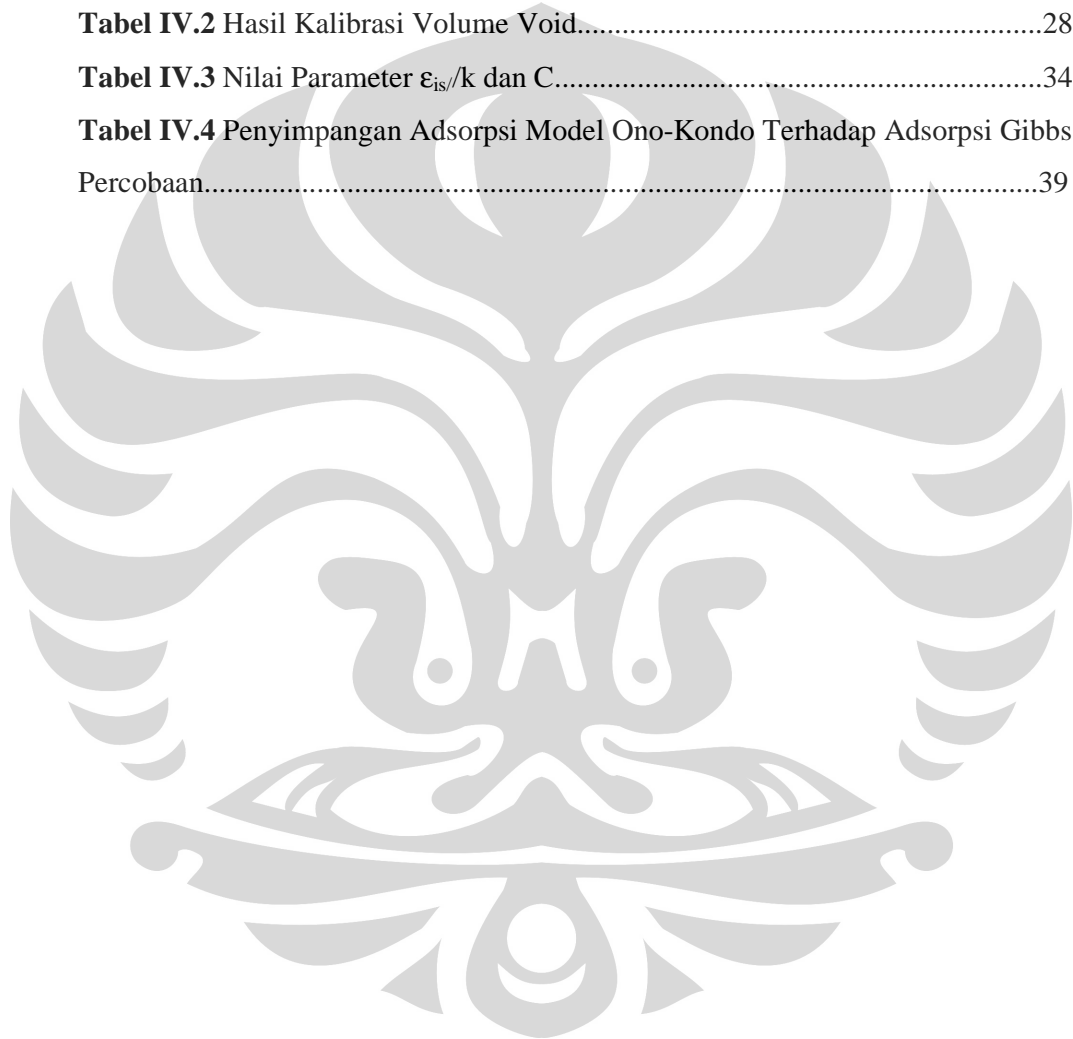 Tabel IV.2 Hasil Kalibrasi Volume Void..............................................................28
Tabel IV.3 Nilai Parameter ε_is//k dan C.....................................................................34
Tabel IV.4 Penyimpangan Adsorpsi Model Ono-Kondo Terhadap Adsorpsi Gibbs
Percobaan...............................................................................................................39